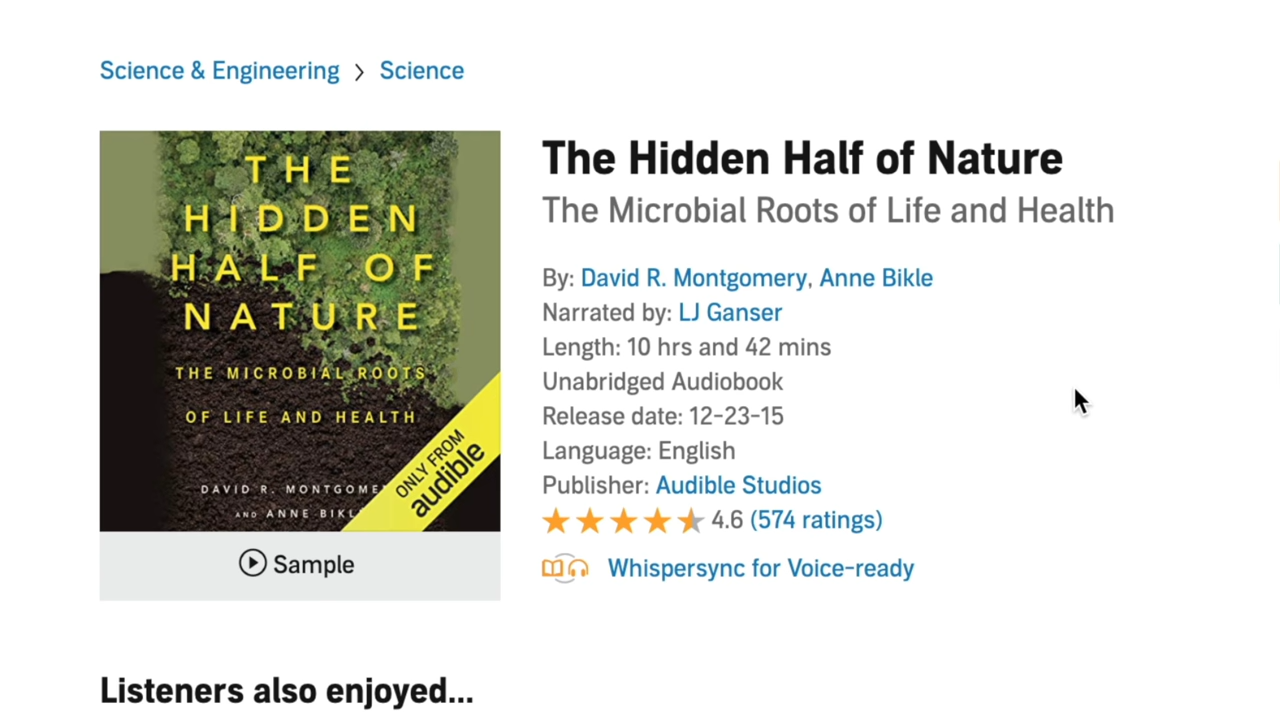 Science & Engineering > Science
THE
HIDDEN
HALF OF
NATURE
THE MICROBIAL ROOTS
OF LIFE AND HEALTH
DAVID R. MONTGOME
AND ANNE BIKL
ONLY FROM
audible
Sample
The Hidden Half of Nature
The Microbial Roots of Life and Health
By: David R. Montgomery, Anne Bikle
Narrated by: LJ Ganser
Length: 10 hrs and 42 mins
Unabridged Audiobook
Release date: 12-23-15
Language: English
Publisher: Audible Studios
4.6 (574 ratings)
Whispersync for Voice-ready
Listeners also enjoyed...